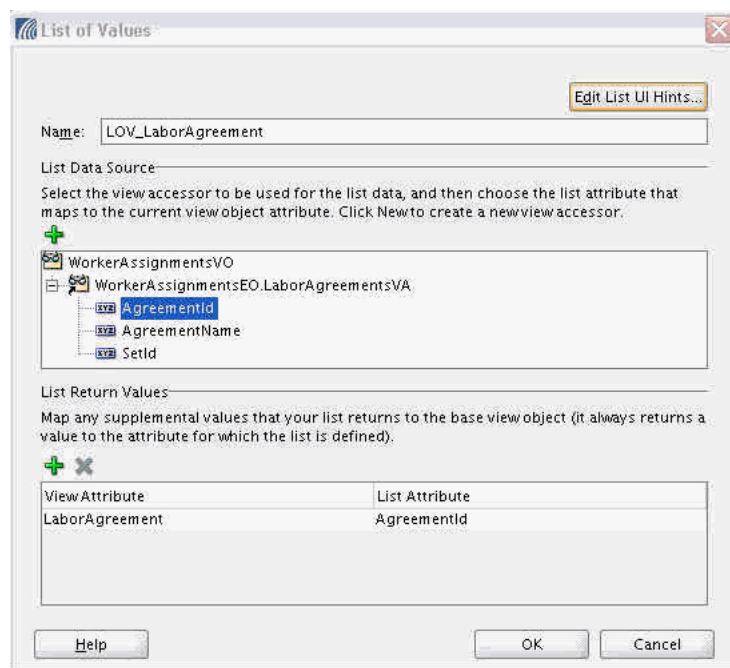 List of Values
Edit List UI Hints...
Name: LOV_LaborAgreement
List Data Source
Select the view accessor to be used for the list data, and then choose the list attribute that
maps to the current view object attribute. Click New to create a new view accessor.
WorkerAssignmentsVO
WorkerAssignmentsEO.LaborAgreementsVA
XYZ AgreementId
XYZ AgreementName
XYZ SetId
List Return Values
Map any supplemental values that your list returns to the base view object (it always returns a
value to the attribute for which the list is defined).
View Attribute List Attribute
LaborAgreement AgreementId
Help OK Cancel